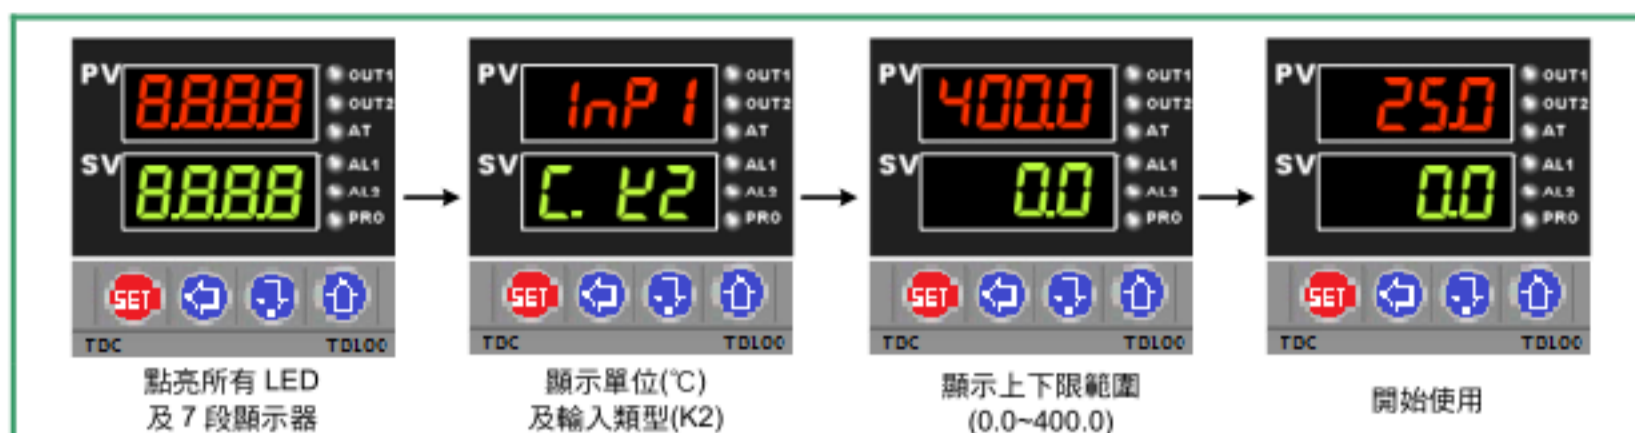 PV 8.8.8.8 OUT1
OUT2
AT
SV 8.8.8.8 AL1
AL2
PRO
SET
TDC TD100
點亮所有 LED
及 7 段顯示器
PV InP1 OUT1
OUT2
AT
SV C. K2 AL1
AL2
PRO
SET
TDC TD100
顯示單位(℃)
及輸入類型(K2)
PV 400.0 OUT1
OUT2
AT
SV 0.0 AL1
AL2
PRO
SET
TDC TD100
顯示上下限範圍
(0.0~400.0)
PV 25.0 OUT1
OUT2
AT
SV 0.0 AL1
AL2
PRO
SET
TDC TD100
開始使用